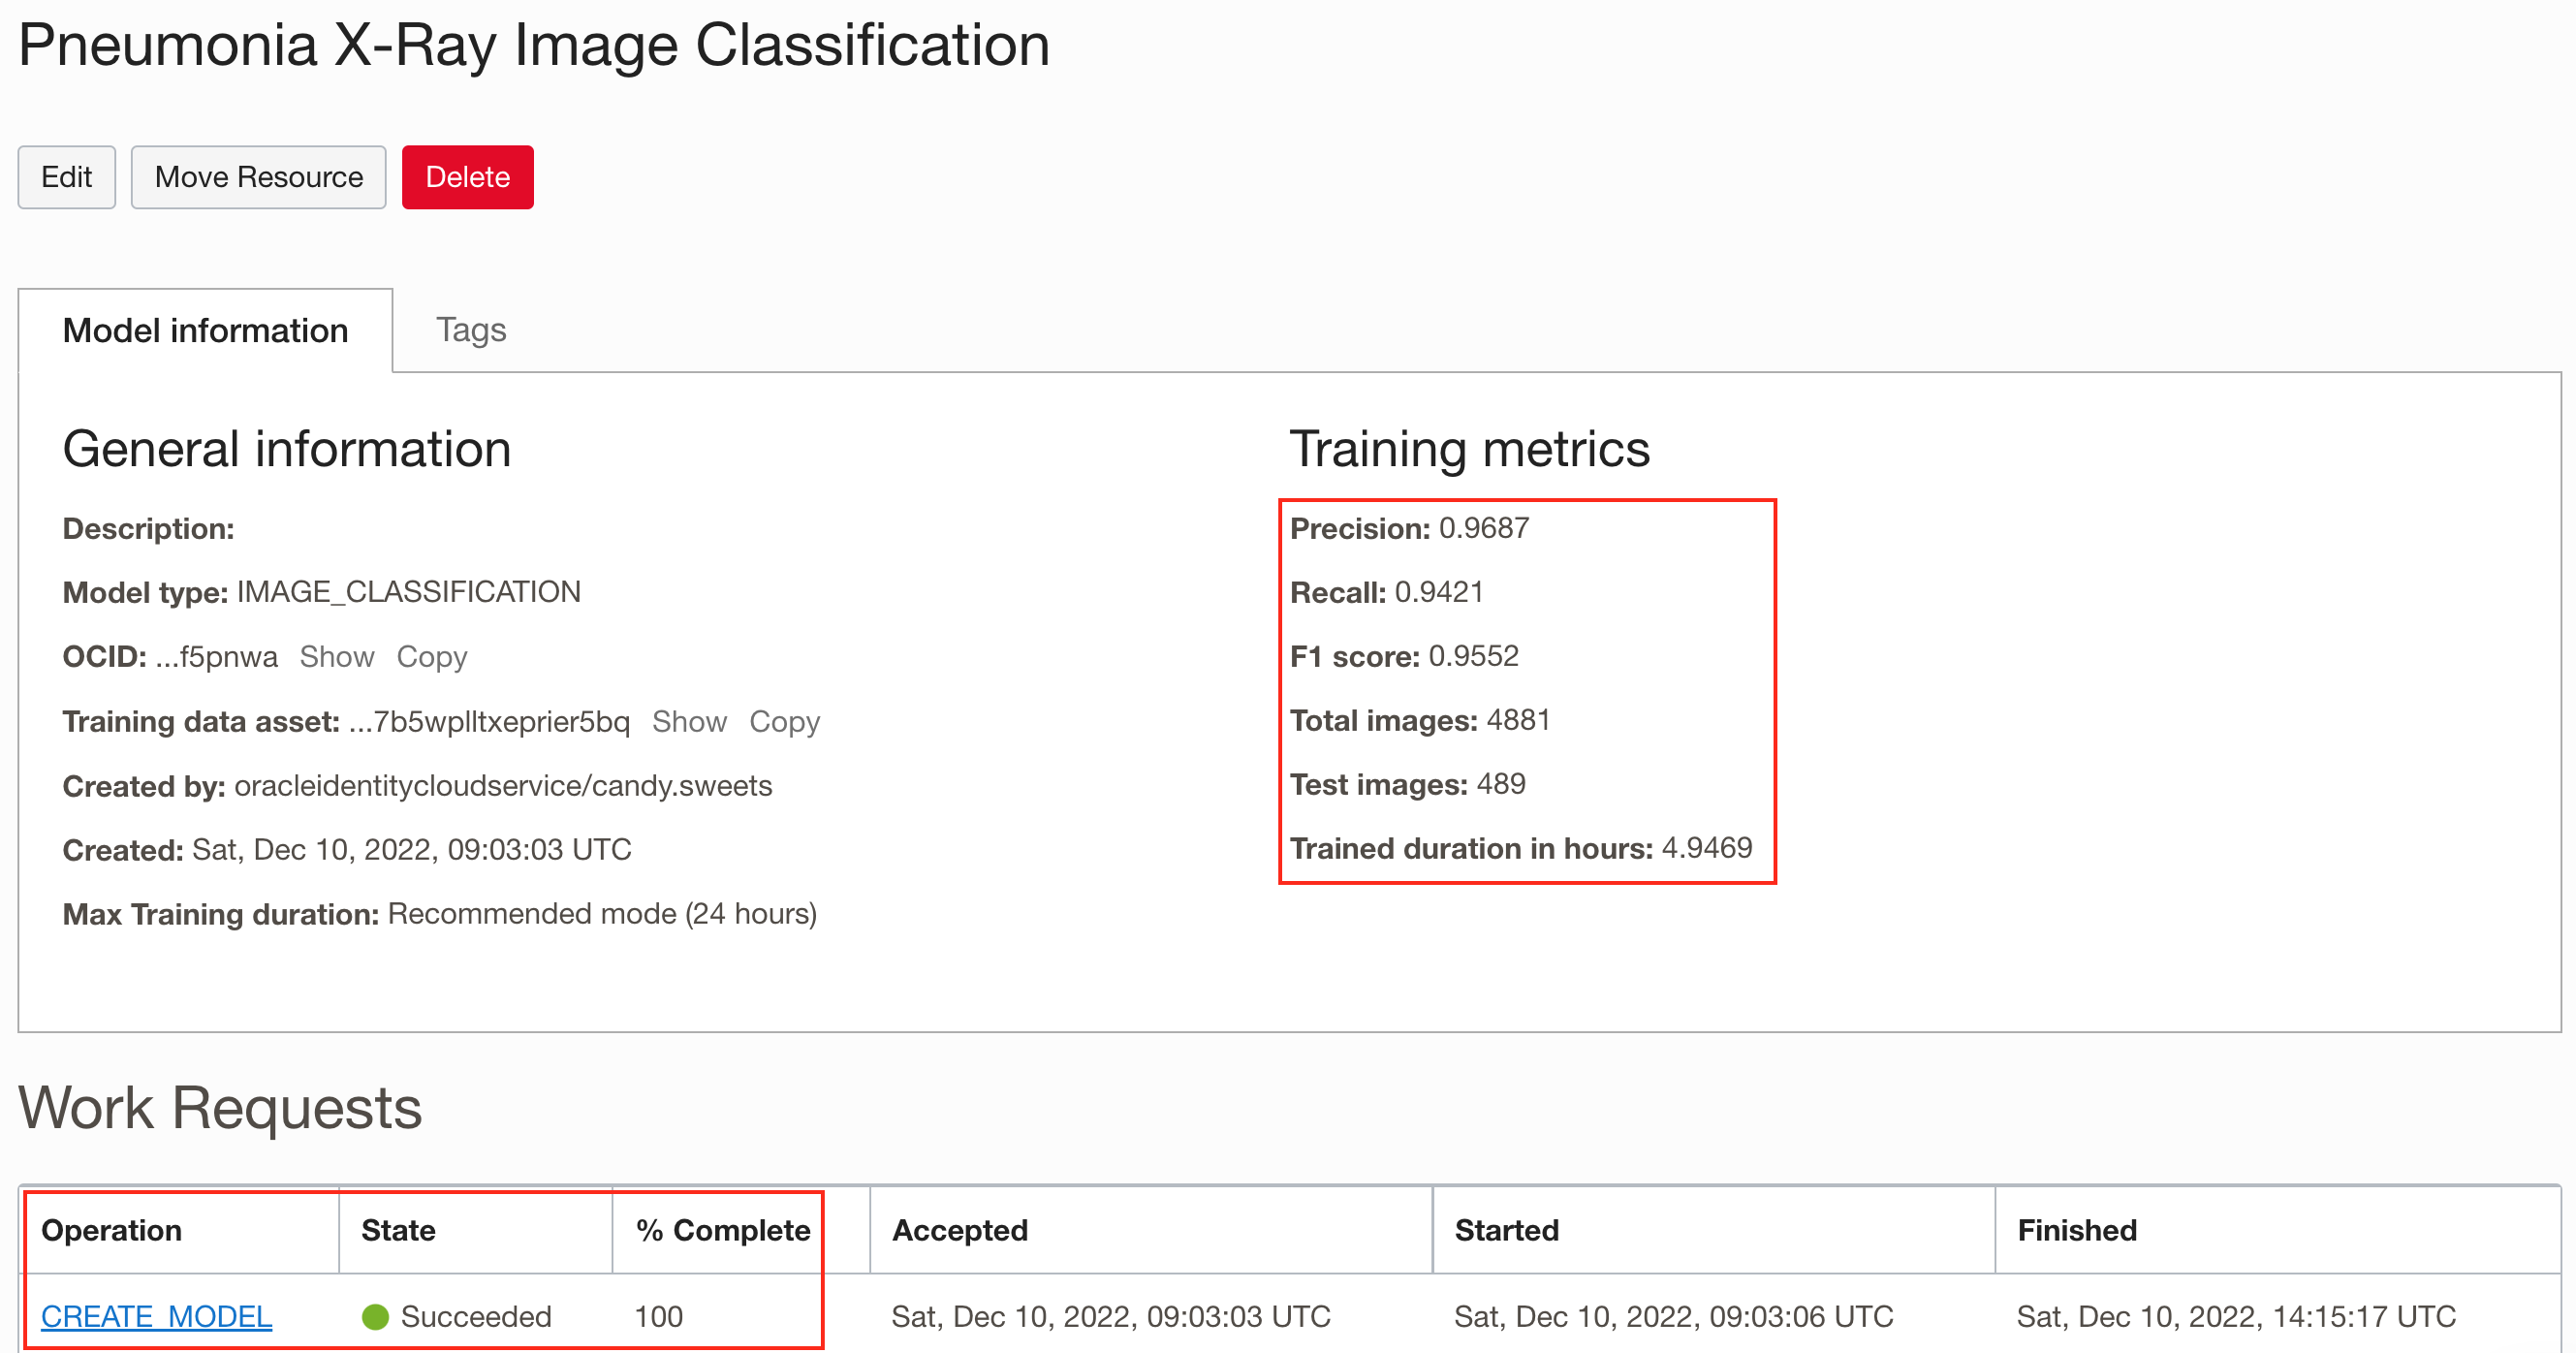 Pneumonia X-Ray Image Classification
Edit Move Resource Delete
Model information Tags
General information
Description:
Model type: IMAGE_CLASSIFICATION
OCID: ...f5pnwa Show Copy
Training data asset: ...7b5wplltxeprier5bq Show Copy
Created by: oracleidentitycloudservice/candy.sweets
Created: Sat, Dec 10, 2022, 09:03:03 UTC
Max Training duration: Recommended mode (24 hours)
Training metrics
Precision: 0.9687
Recall: 0.9421
F1 score: 0.9552
Total images: 4881
Test images: 489
Trained duration in hours: 4.9469
Work Requests
Operation State % Complete Accepted Started Finished
CREATE_MODEL Succeeded 100 Sat, Dec 10, 2022, 09:03:03 UTC Sat, Dec 10, 2022, 09:03:06 UTC Sat, Dec 10, 2022, 14:15:17 UTC